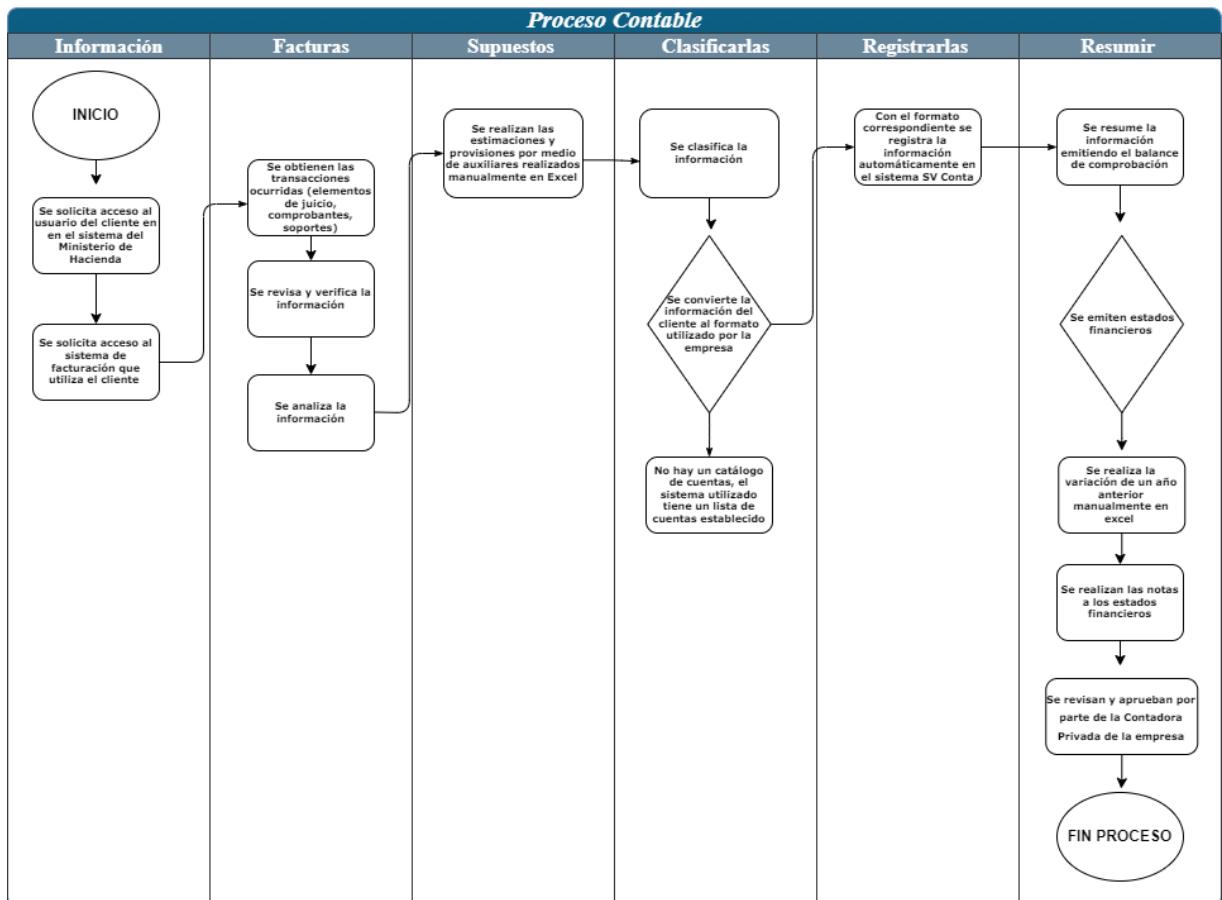 Proceso Contable
Información
Facturas
Supuestos
Clasificarlas
Registrarlas
Resumir
INICIO
Se solicita acceso al
usuario del cliente en
en el sistema del
Ministerio de
Hacienda
Se solicita acceso al
sistema de
facturación que
utiliza el cliente
Se obtienen las
transacciones
ocurridas (elementos
de juicio,
comprobantes,
soportes)
Se revisa y verifica la
información
Se analiza la
información
Se realizan las
estimaciones y
provisiones por medio
de auxiliares realizados
manualmente en Excel
Se clasifica la
información
Se convierte la
información del
cliente al formato
utilizado por la
empresa
No hay un catálogo
de cuentas, el
sistema utilizado
tiene un lista de
cuentas establecido
Con el formato
correspondiente se
registra la
información
automáticamente en
el sistema SV Conta
Se resume la
información
emitiendo el balance
de comprobación
Se emiten estados
financieros
Se realiza la
variación de un año
anterior
manualmente en
excel
Se realizan las notas
a los estados
financieros
Se revisan y aprueban por
parte de la Contadora
Privada de la empresa
FIN PROCESO